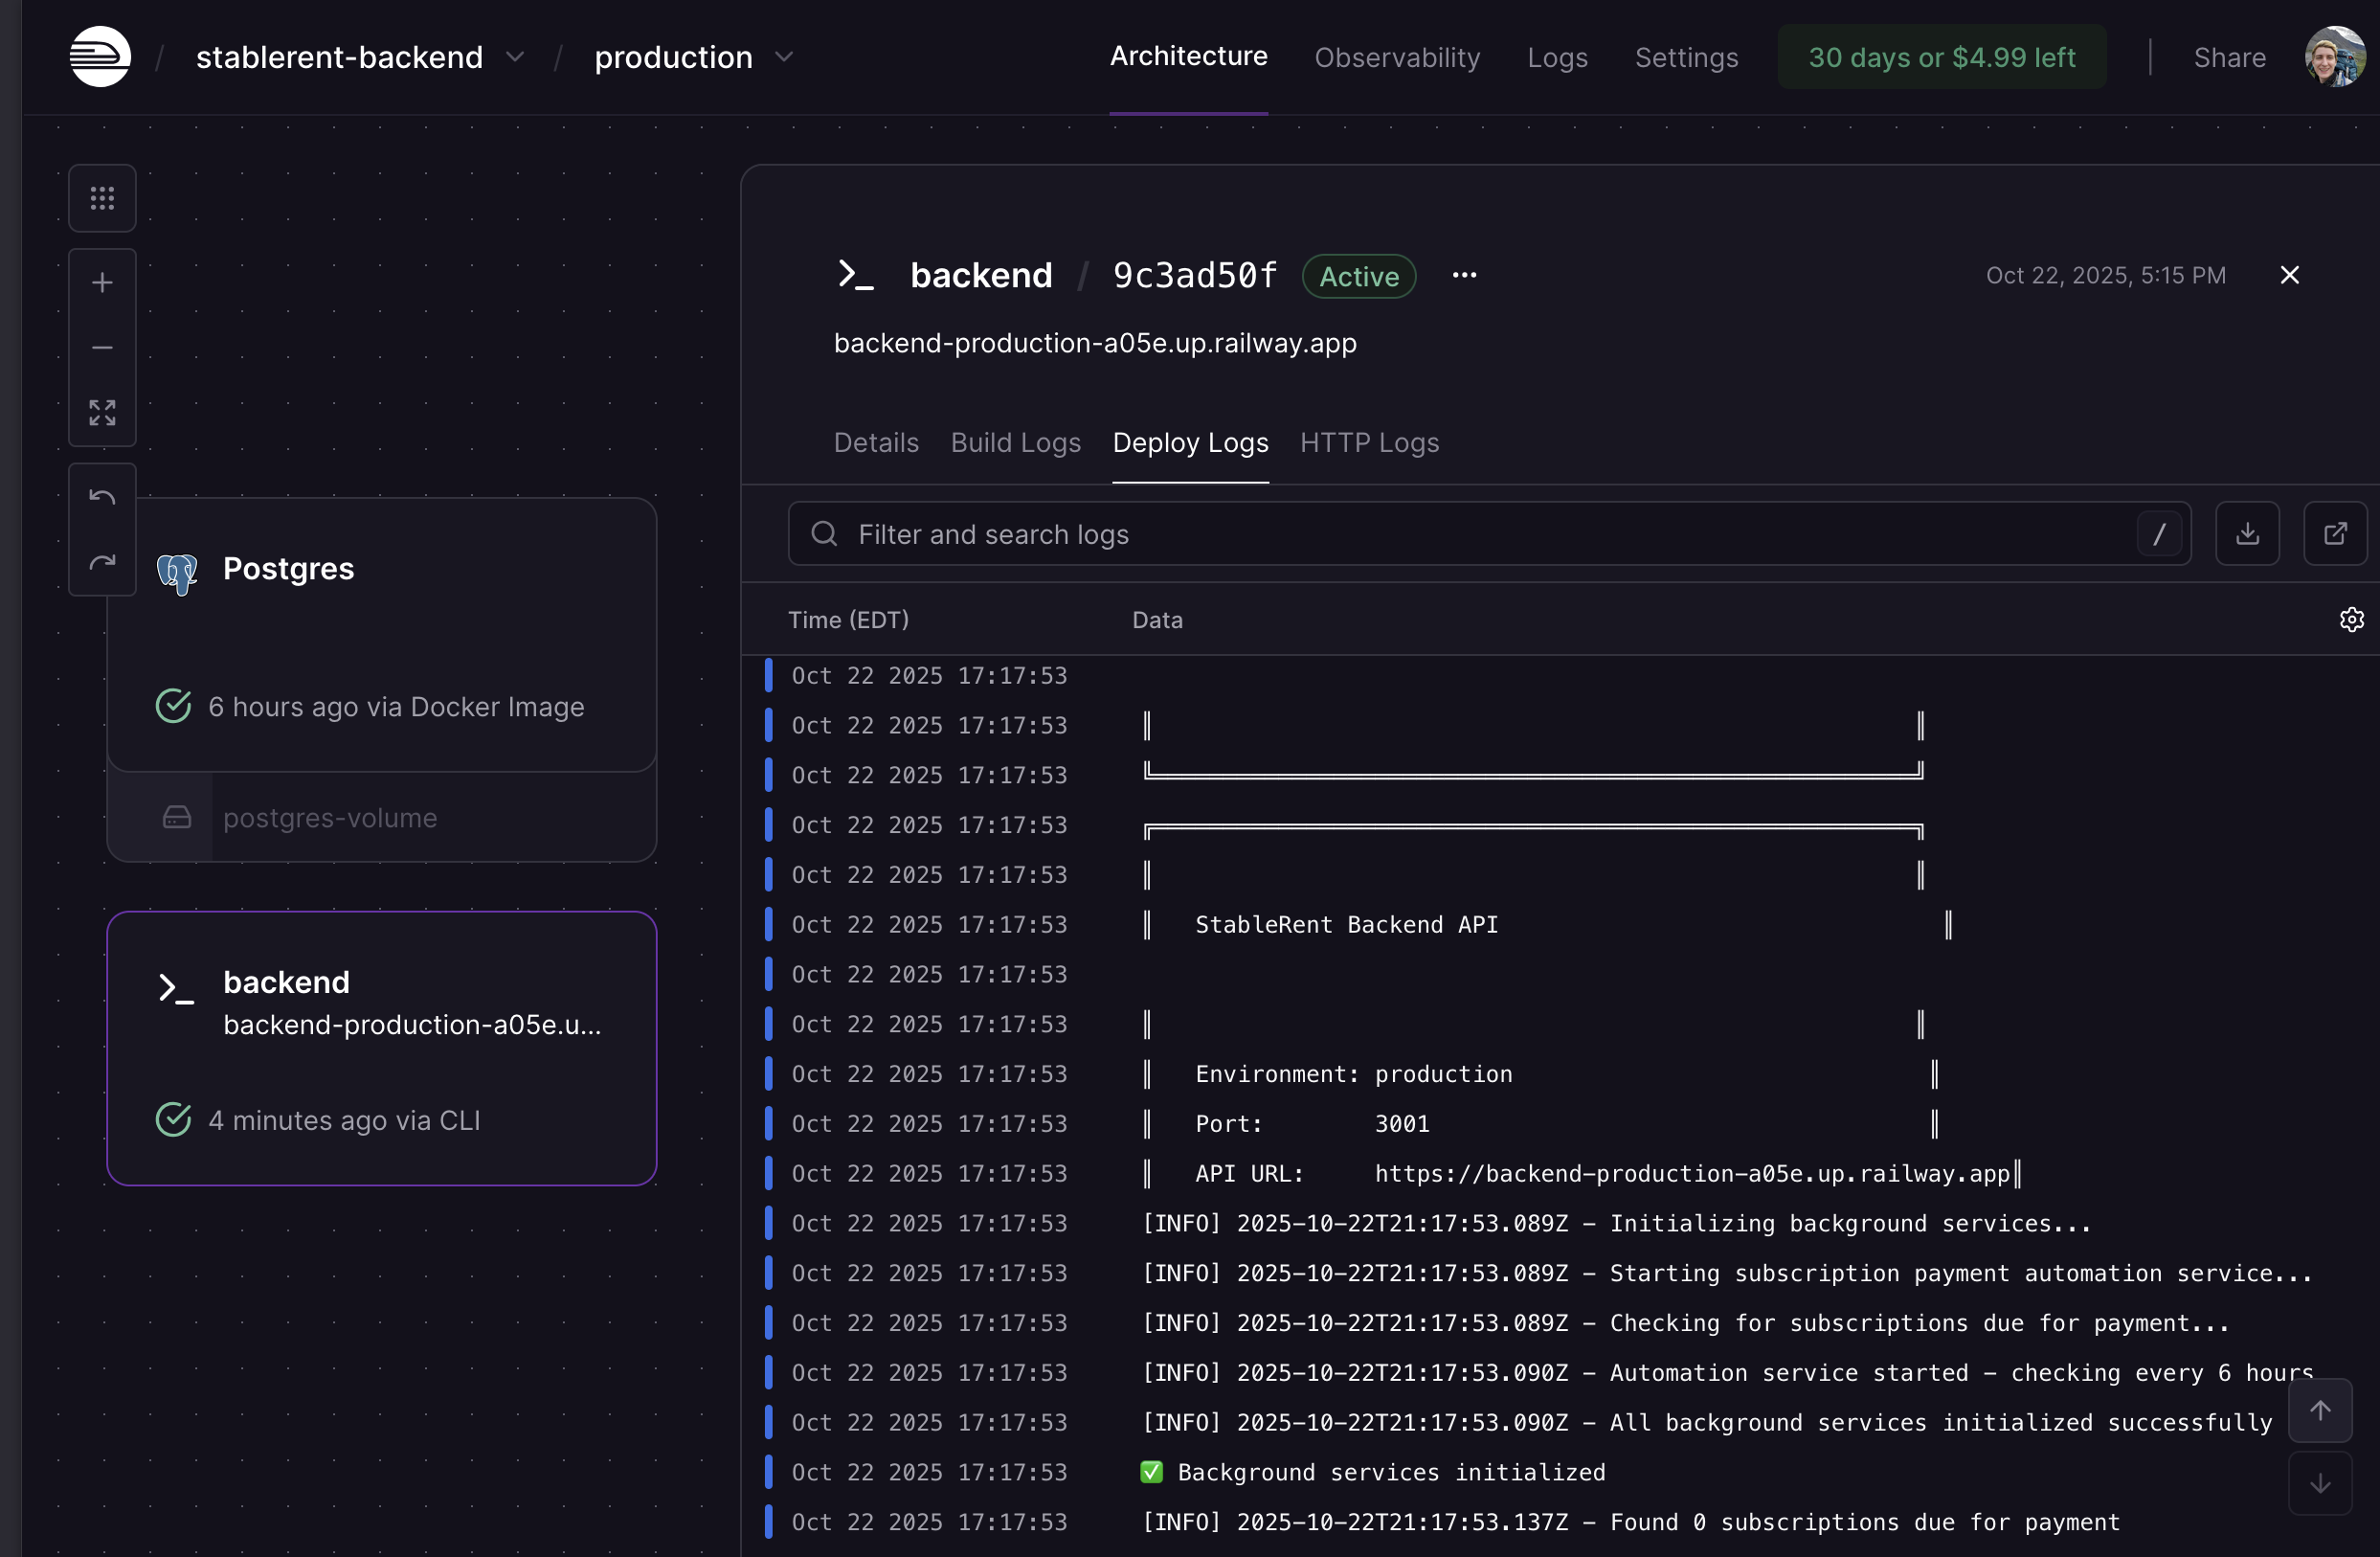 / stablerent-backend / production
Architecture Observability Logs Settings 30 days or $4.99 left Share
backend / 9c3ad50f Active ...
Oct 22, 2025, 5:15 PM
backend-production-a05e.up.railway.app
Details Build Logs Deploy Logs HTTP Logs
Filter and search logs /
Postgres
6 hours ago via Docker Image
postgres-volume
backend
backend-production-a05e.u...
4 minutes ago via CLI
Time (EDT) Data
Oct 22 2025 17:17:53
Oct 22 2025 17:17:53 ║ ║
Oct 22 2025 17:17:53 ╚═══════════════════════════════════════════════════════╝
Oct 22 2025 17:17:53 ╔═══════════════════════════════════════════════════════╗
Oct 22 2025 17:17:53 ║ ║
Oct 22 2025 17:17:53 ║ StableRent Backend API ║
Oct 22 2025 17:17:53
Oct 22 2025 17:17:53 ║ ║
Oct 22 2025 17:17:53 ║ Environment: production ║
Oct 22 2025 17:17:53 ║ Port: 3001 ║
Oct 22 2025 17:17:53 ║ API URL: https://backend-production-a05e.up.railway.app║
Oct 22 2025 17:17:53 [INFO] 2025-10-22T21:17:53.089Z - Initializing background services...
Oct 22 2025 17:17:53 [INFO] 2025-10-22T21:17:53.089Z - Starting subscription payment automation service...
Oct 22 2025 17:17:53 [INFO] 2025-10-22T21:17:53.089Z - Checking for subscriptions due for payment...
Oct 22 2025 17:17:53 [INFO] 2025-10-22T21:17:53.090Z - Automation service started - checking every 6 hours
Oct 22 2025 17:17:53 [INFO] 2025-10-22T21:17:53.090Z - All background services initialized successfully
Oct 22 2025 17:17:53 ✅ Background services initialized
Oct 22 2025 17:17:53 [INFO] 2025-10-22T21:17:53.137Z - Found 0 subscriptions due for payment